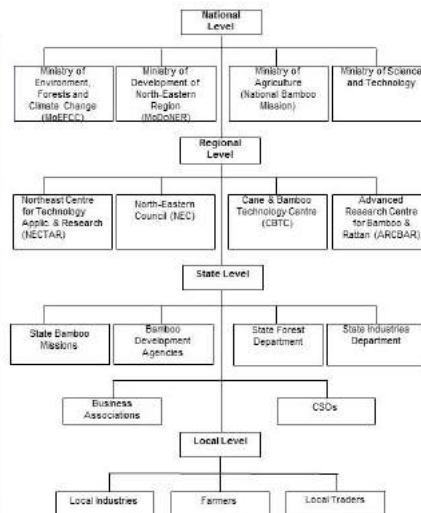 National
Level
Ministry of
Environment,
Forests and
Climate Change
(MoEFCC)
Ministry of
Development of
North-Eastern
Region
(MoDoNER)
Ministry of
Agriculture
(National Bamboo
Mission)
Ministry of Science
and Technology
Regional
Level
Northeast Centre
for Technology
Applic. & Research
(NECTAR)
North-Eastern
Council (NEC)
Cane & Bamboo
Technology Centre
(CBTC)
Advanced
Research Centre
for Bamboo &
Rattan (ARCBAR)
State Level
State Bamboo
Missions
Bamboo
Development
Agencies
State Forest
Department
State Industries
Department
Business
Associations
CSOs
Local Level
Local Industries
Farmers
Local Traders